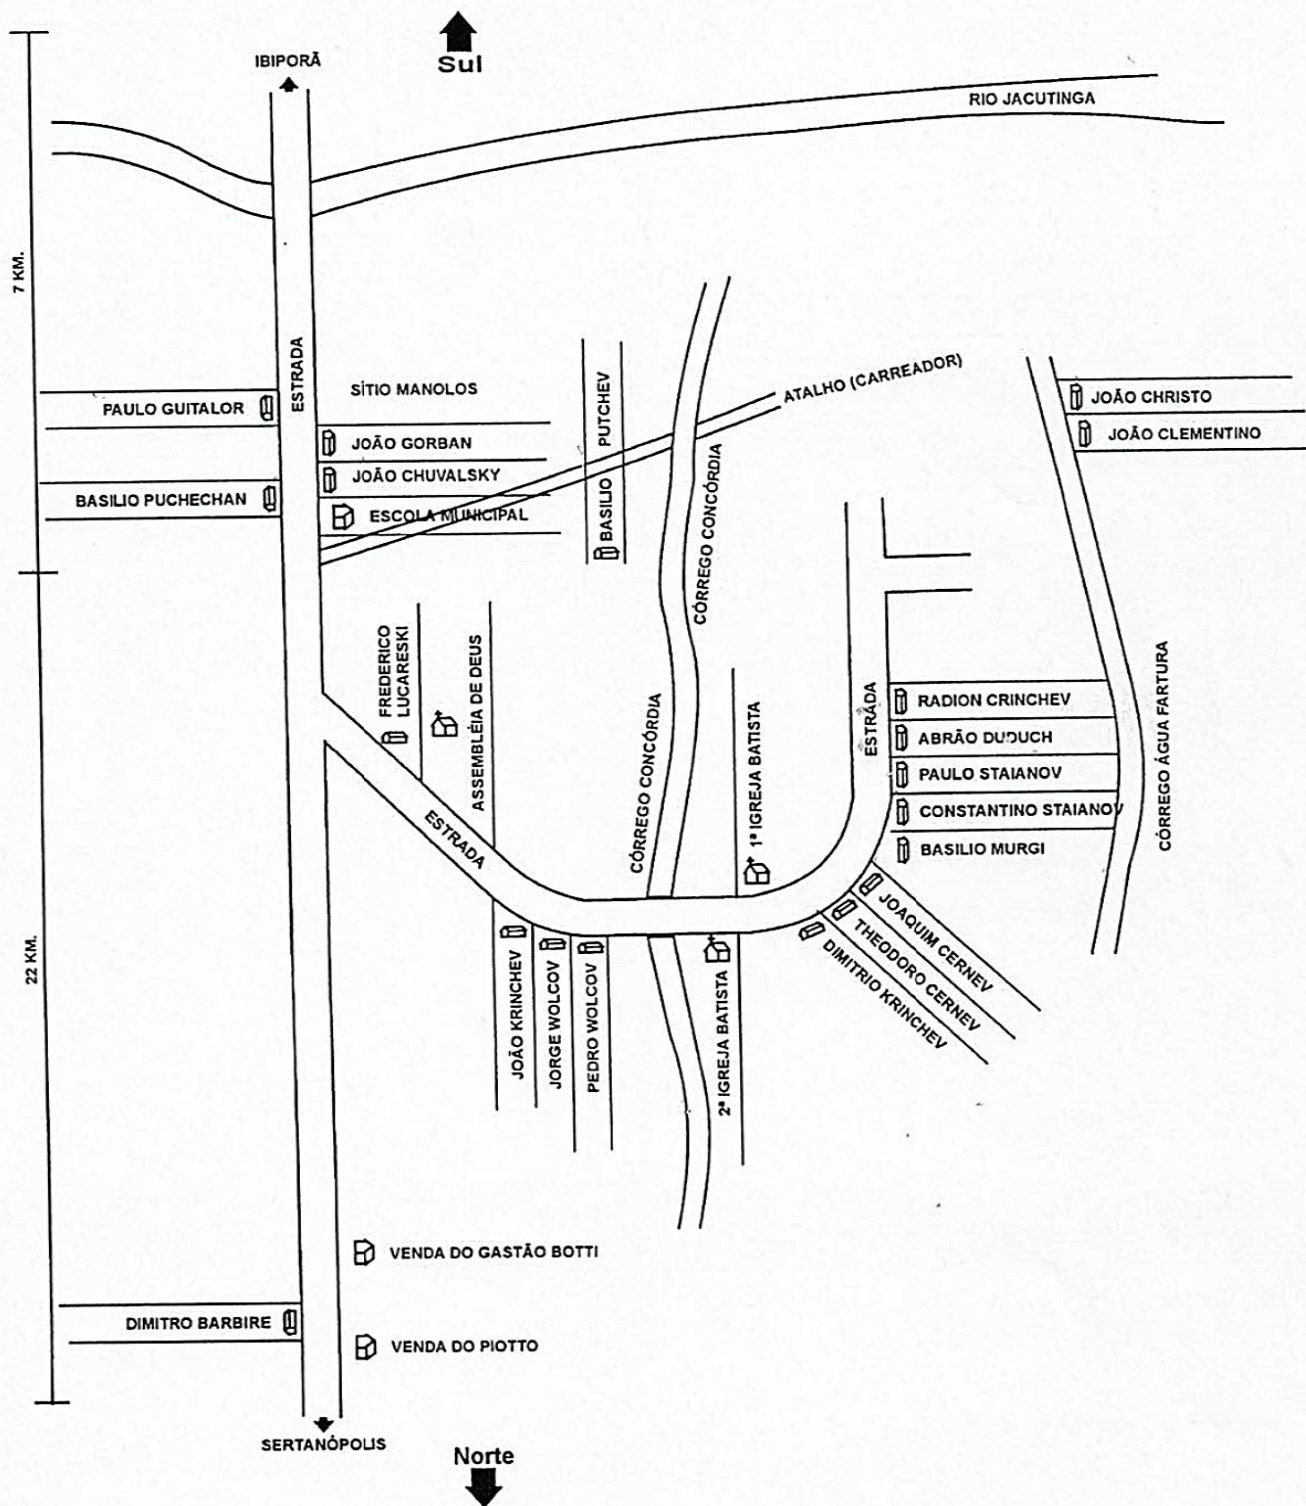 Sul
IBIPORÃ
RIO JACUTINGA
7 KM.
ESTRADA
SÍTIO MANOLOS
PAULO GUITALOR
JOÃO GORBAN
JOÃO CHUVALSKY
BASILIO PUCHECHAN
ESCOLA MUNICIPAL
BASILIO PUTCHEV
ATALHO (CARREADOR)
CÓRREGO CONCÓRDIA
JOÃO CHRISTO
JOÃO CLEMENTINO
FREDERICO
LUCARESKI
ASSEMBLÉIA DE DEUS
ESTRADA
CÓRREGO CONCÓRDIA
1ª IGREJA BATISTA
ESTRADA
RADION CRINCHEV
ABRÃO DUDUCH
PAULO STAIANOV
CONSTANTINO STAIANOV
BASILIO MURGI
CÓRREGO ÁGUA FARTURA
22 KM.
JOÃO KRINCHEV
JORGE WOLCOV
PEDRO WOLCOV
2ª IGREJA BATISTA
JOAQUIM CERNEV
THEODORO CERNEV
DIMITRIO KRINCHEV
VENDA DO GASTÃO BOTTI
DIMITRO BARBIRE
VENDA DO PIOTTO
SERTANÓPOLIS
Norte